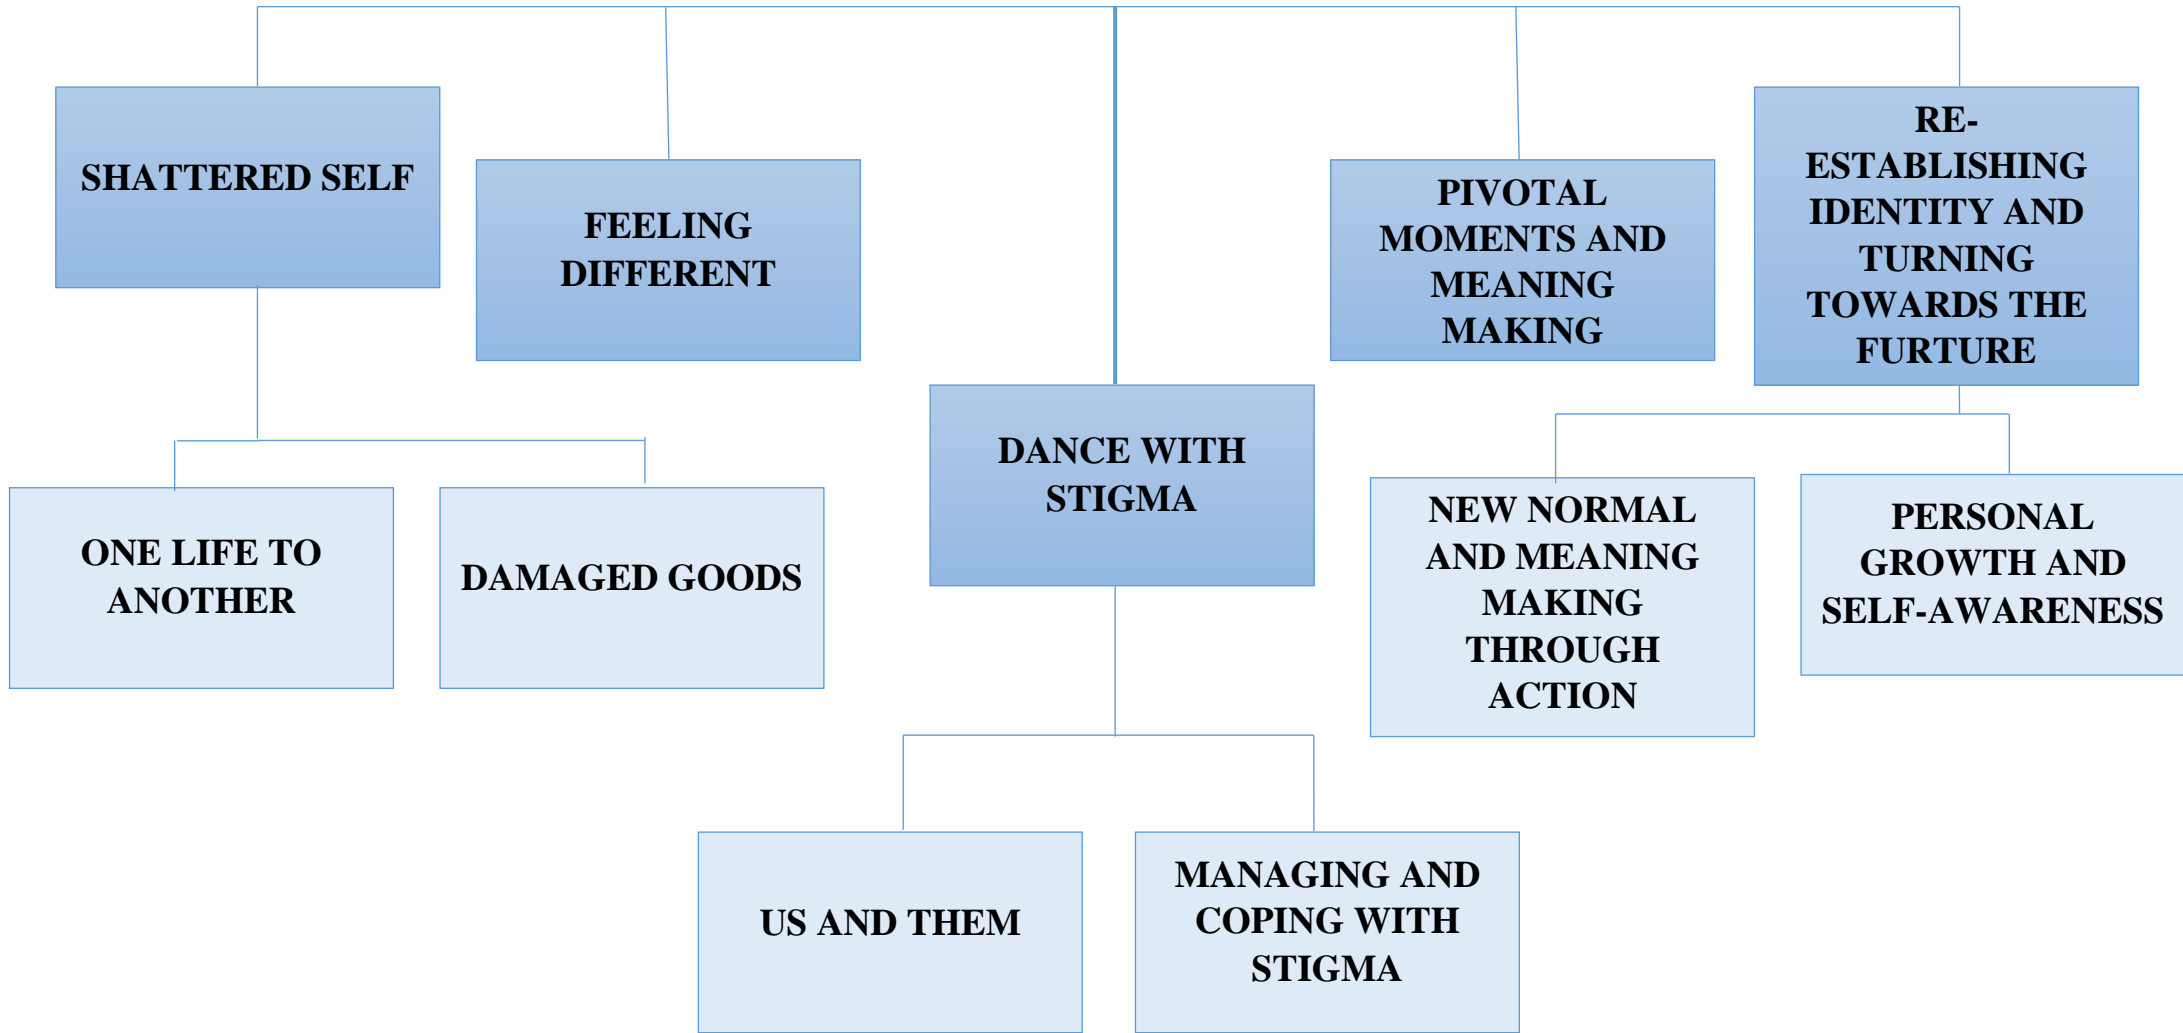 SHATTERED SELF
FEELING
DIFFERENT
DANCE WITH
STIGMA
PIVOTAL
MOMENTS AND
MEANING
MAKING
RE-
ESTABLISHING
IDENTITY AND
TURNING
TOWARDS THE
FURTURE
ONE LIFE TO
ANOTHER
DAMAGED GOODS
US AND THEM
MANAGING AND
COPING WITH
STIGMA
NEW NORMAL
AND MEANING
MAKING
THROUGH
ACTION
PERSONAL
GROWTH AND
SELF-AWARENESS